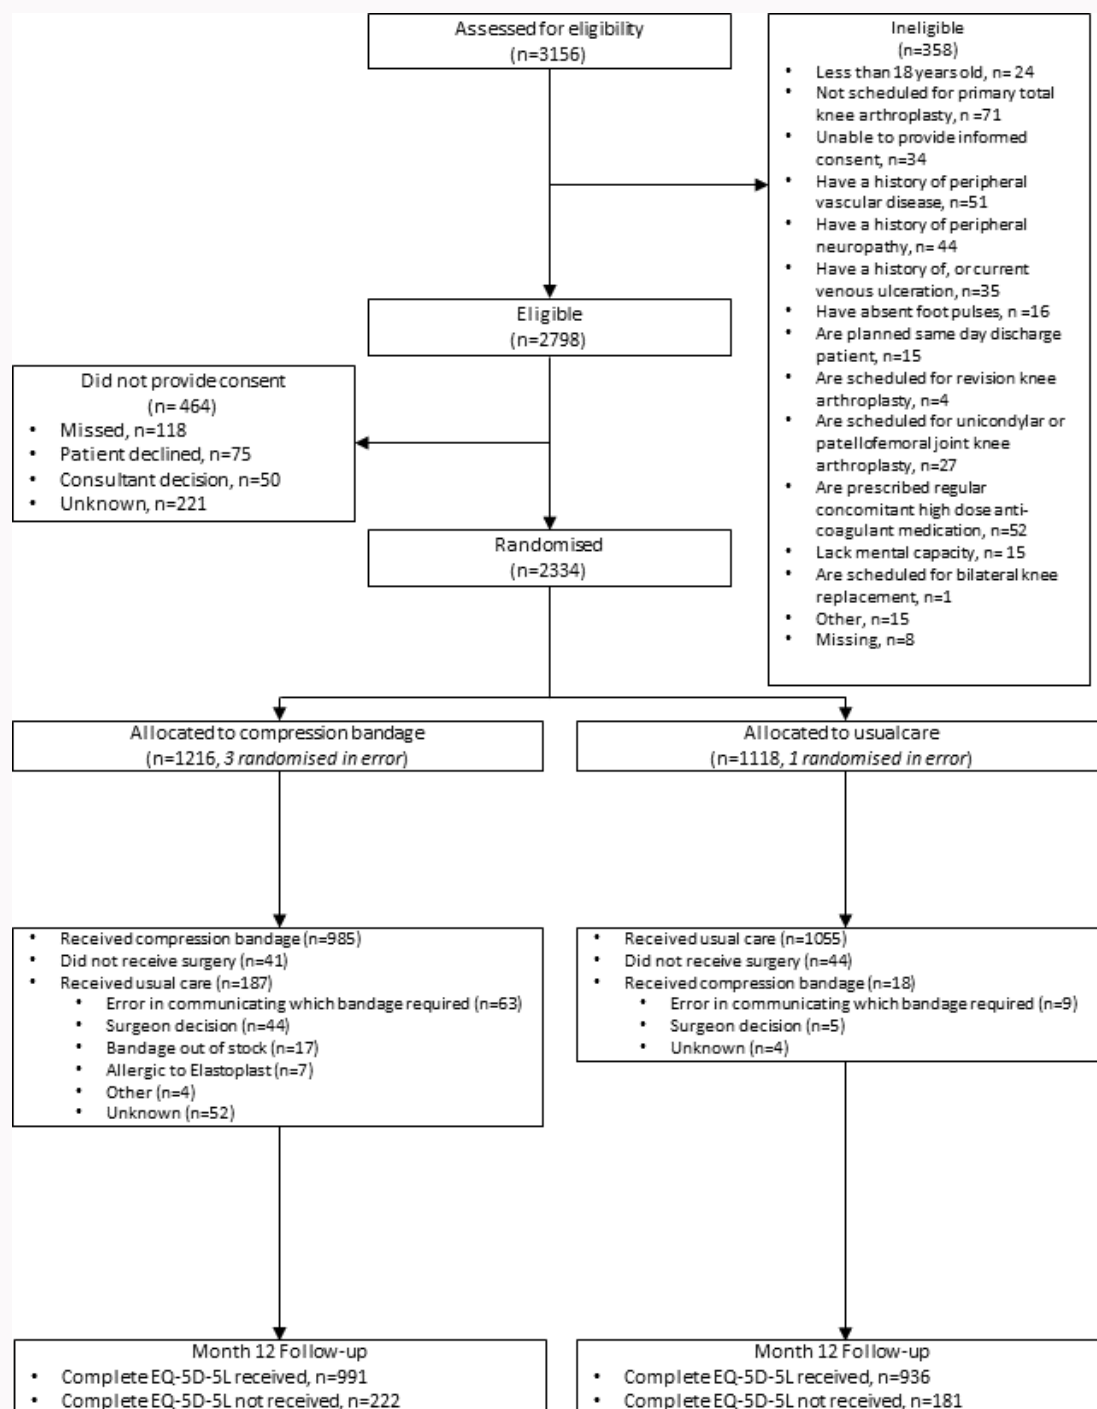 Assessed for eligibility
(n=3156)
Ineligible
(n=358)
• Less than 18 years old, n= 24
• Not scheduled for primary total
knee arthroplasty, n =71
• Unable to provide informed
consent, n=34
• Have a history of peripheral
vascular disease, n=51
• Have a history of peripheral
neuropathy, n= 44
• Have a history of, or current
venous ulceration, n=35
• Have absent foot pulses, n =16
• Are planned same day discharge
patient, n=15
• Are scheduled for revision knee
arthroplasty, n=4
• Are scheduled for unicondylar or
patellofemoral joint knee
arthroplasty, n=27
• Are prescribed regular
concomitant high dose anti-
coagulant medication, n=52
• Lack mental capacity, n= 15
• Are scheduled for bilateral knee
replacement, n=1
• Other, n=15
• Missing, n=8
Eligible
(n=2798)
Did not provide consent
(n= 464)
• Missed, n=118
• Patient declined, n=75
• Consultant decision, n=50
• Unknown, n=221
Randomised
(n=2334)
Allocated to compression bandage
(n=1216, 3 randomised in error)
Allocated to usual care
(n=1118, 1 randomised in error)
• Received compression bandage (n=985)
• Did not receive surgery (n=41)
• Received usual care (n=187)
• Error in communicating which bandage required (n=63)
• Surgeon decision (n=44)
• Bandage out of stock (n=17)
• Allergic to Elastoplast (n=7)
• Other (n=4)
• Unknown (n=52)
• Received usual care (n=1055)
• Did not receive surgery (n=44)
• Received compression bandage (n=18)
• Error in communicating which bandage required (n=9)
• Surgeon decision (n=5)
• Unknown (n=4)
Month 12 Follow-up
• Complete EQ-5D-5L received, n=991
• Complete EQ-5D-5L not received, n=222
Month 12 Follow-up
• Complete EQ-5D-5L received, n=936
• Complete EQ-5D-5L not received, n=181